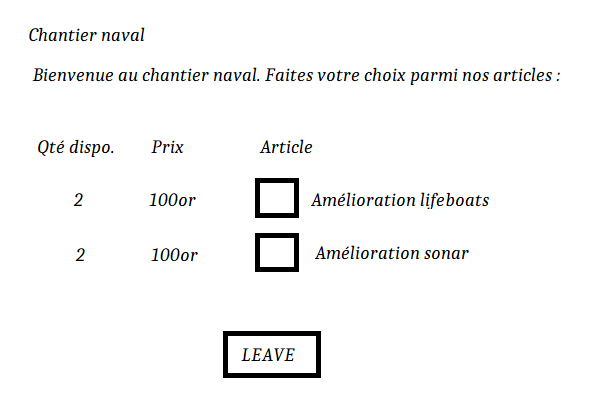 Chantier naval
Bienvenue au chantier naval. Faites votre choix parmi nos articles :
Qté dispo. Prix Article
2 100or Amélioration lifeboats
2 100or Amélioration sonar
LEAVE